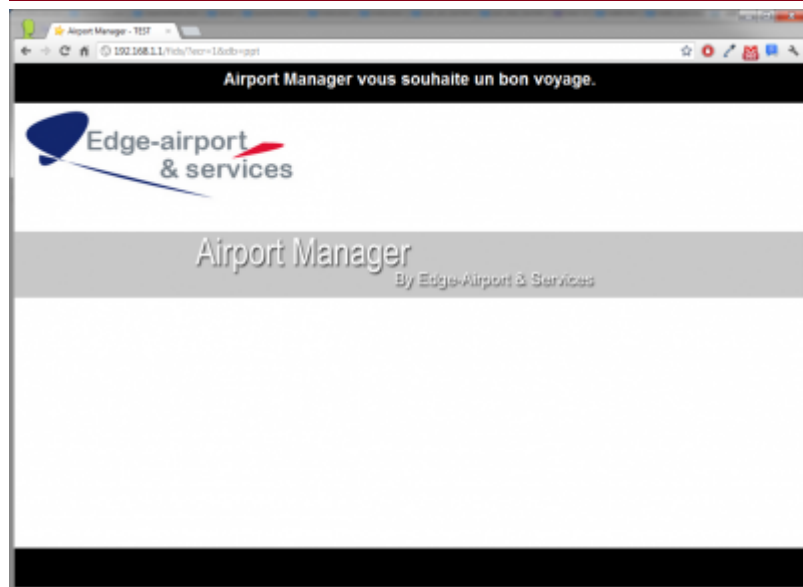 Airport Manager - TEST
192.168.1.1/fids/?ecr=1&db=ppt
Airport Manager vous souhaite un bon voyage.
Edge-airport
& services
Airport Manager
By Edge-Airport & Services